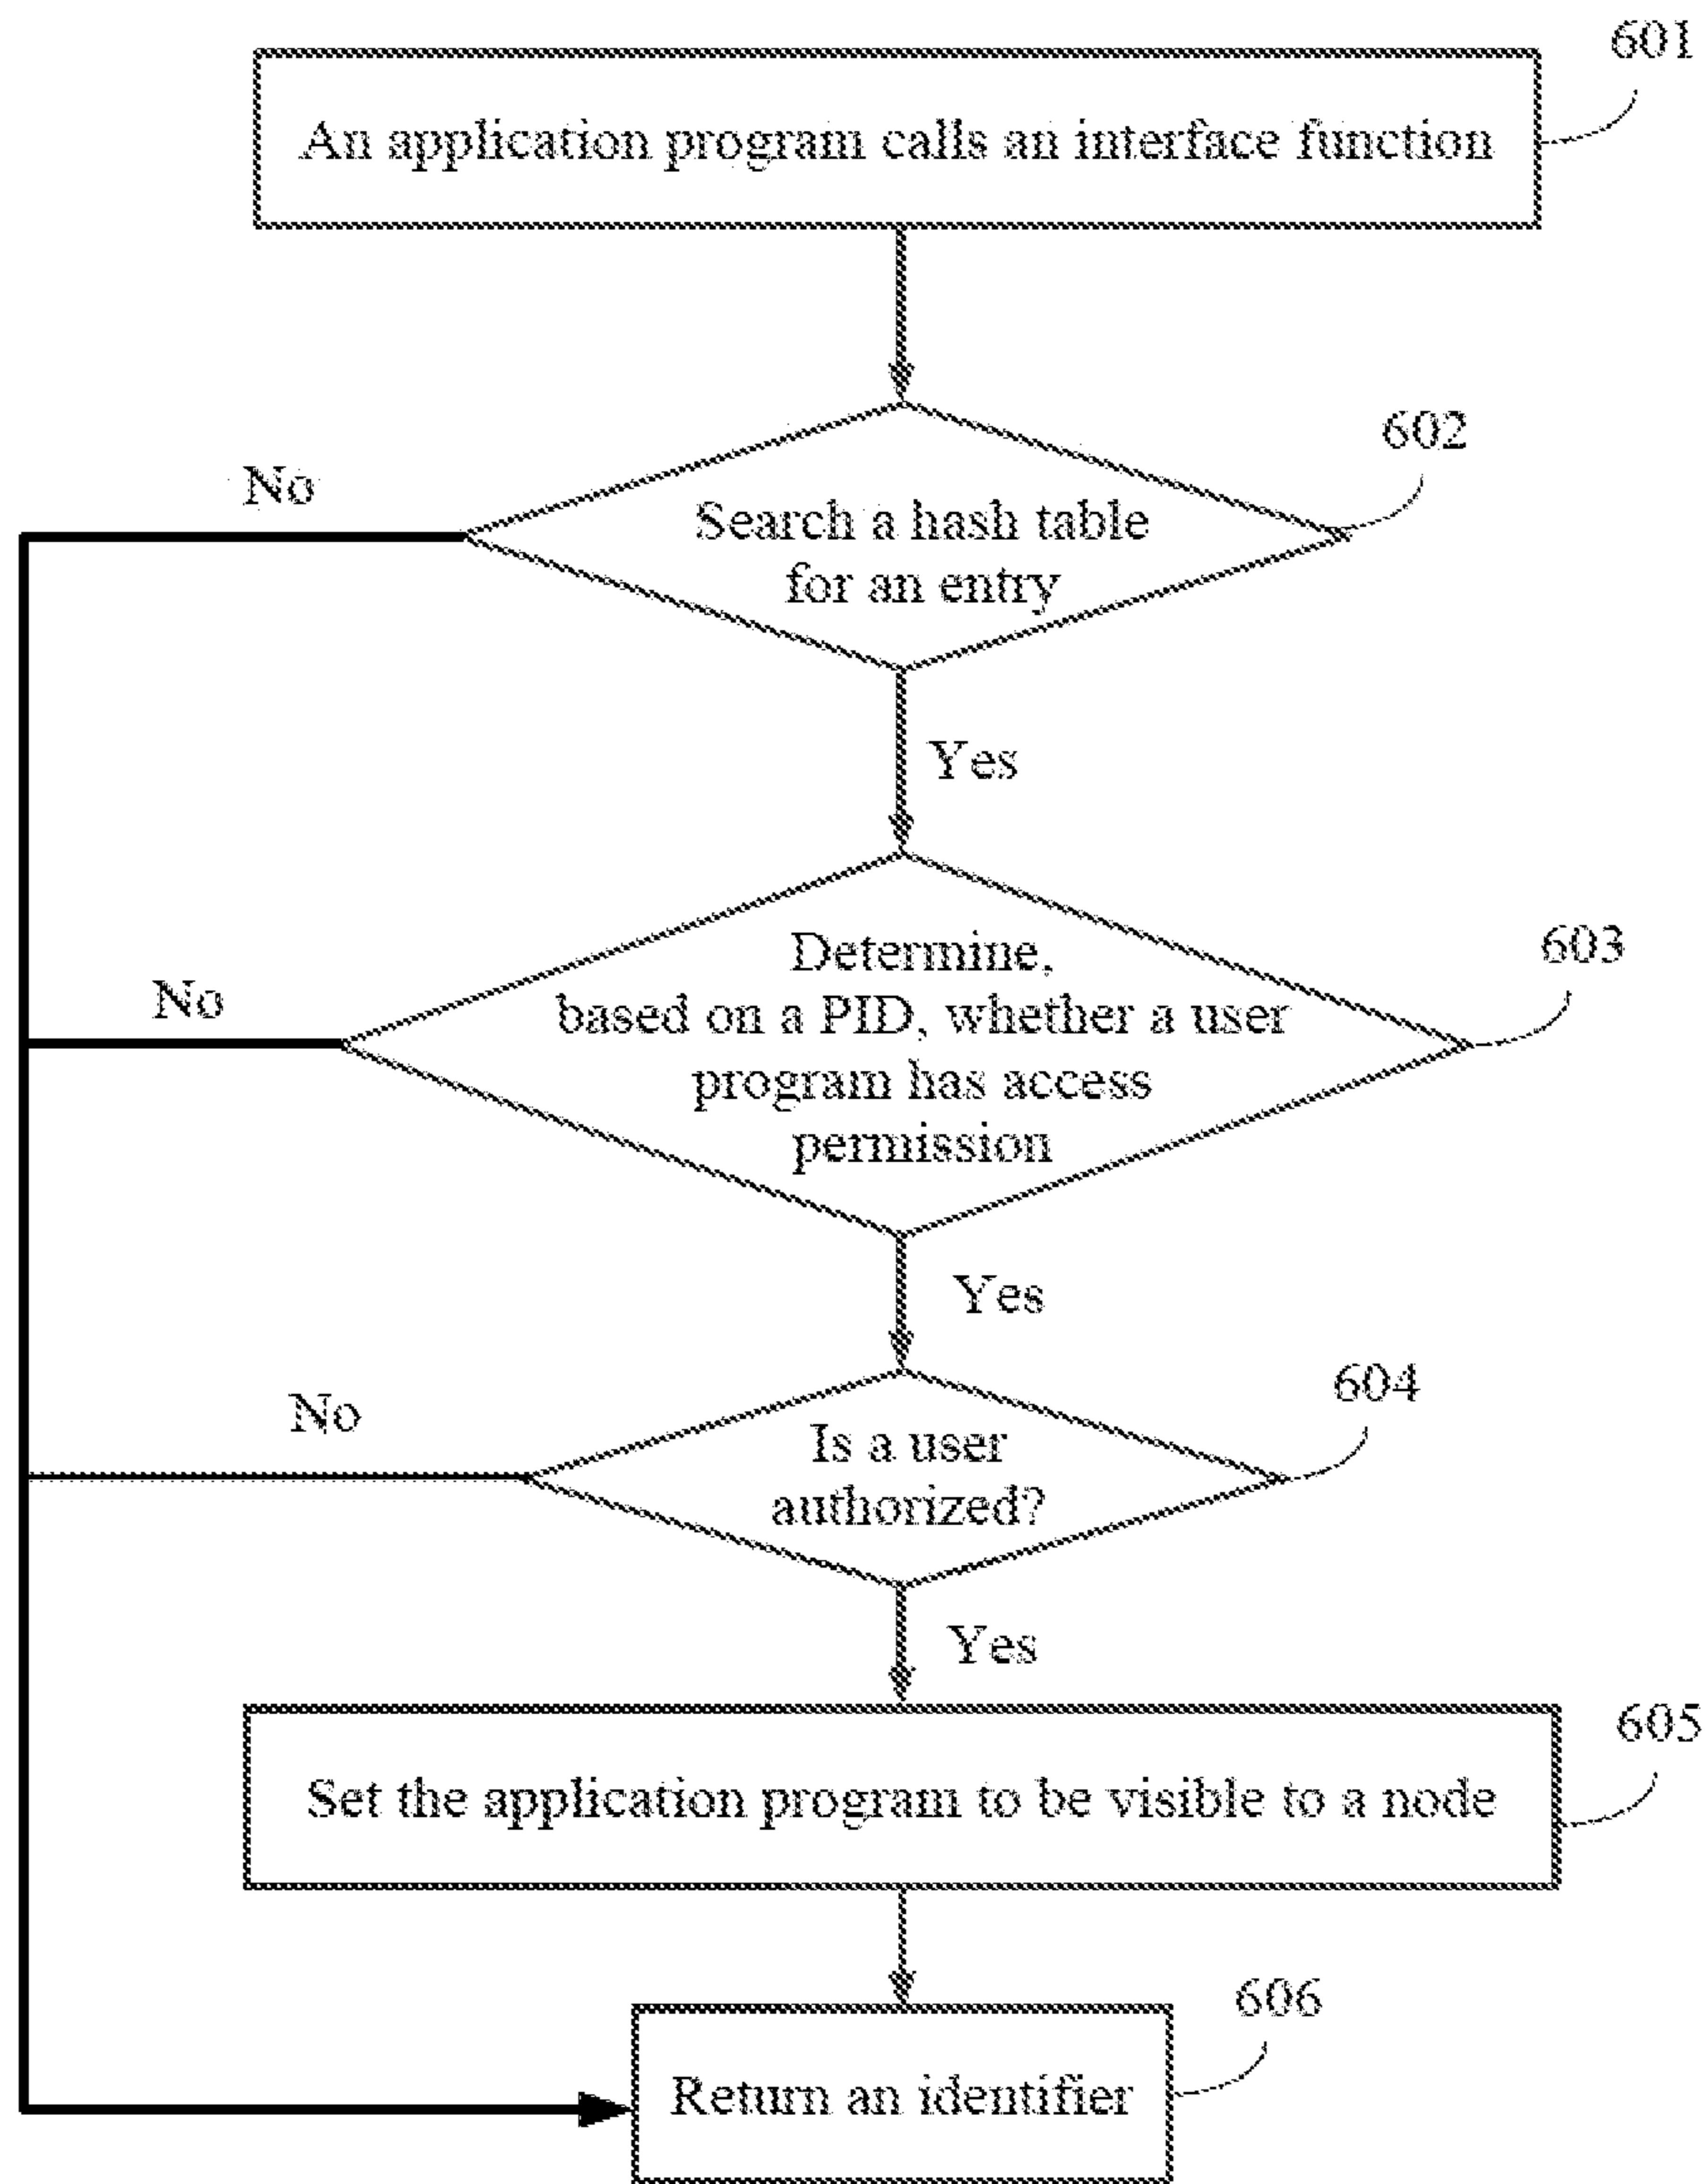 601
An application program calls an interface function
602
No
Search a hash table
for an entry
Yes
603
Determine,
based on a PID, whether a user
program has access
permission
No
Yes
604
No
Is a user
authorized?
Yes
605
Set the application program to be visible to a node
606
Return an identifier